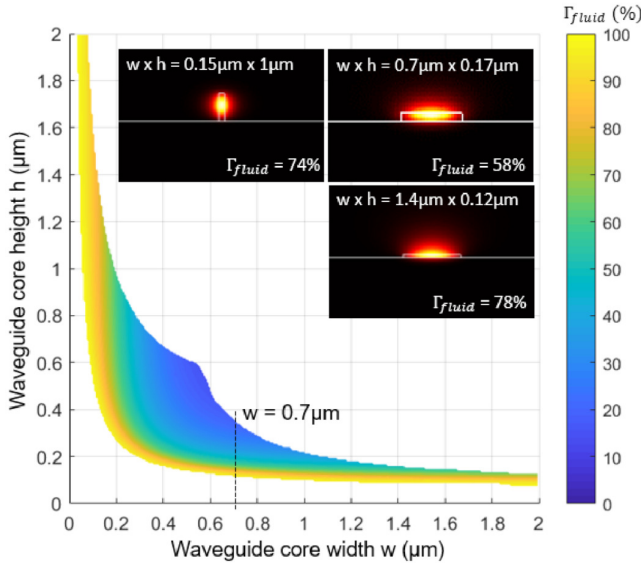 Γfluid (%)
w x h = 0.15μm x 1μm
Γfluid = 74%
w x h = 0.7μm x 0.17μm
Γfluid = 58%
w x h = 1.4μm x 0.12μm
Γfluid = 78%
w = 0.7μm
Waveguide core height h (μm)
2
1.8
1.6
1.4
1.2
1
0.8
0.6
0.4
0.2
0
0 0.2 0.4 0.6 0.8 1 1.2 1.4 1.6 1.8 2
Waveguide core width w (μm)
100
90
80
70
60
50
40
30
20
10
0